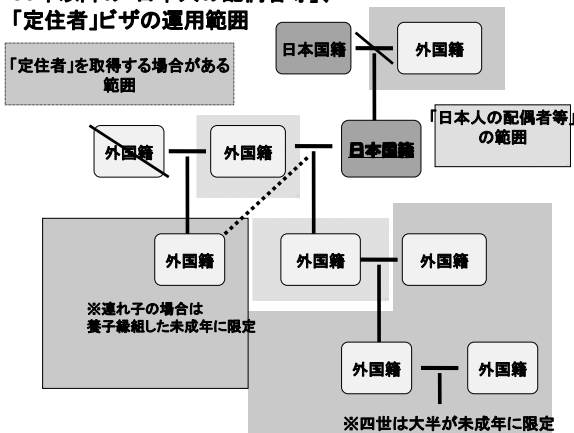 「定住者」ビザの運用範囲
「定住者」を取得する場合がある
範囲
日本国籍
外国籍
「日本人の配偶者等」
の範囲
外国籍
外国籍
日本国籍
外国籍
外国籍
外国籍
※連れ子の場合は
養子縁組した未成年に限定
外国籍
外国籍
※四世は大半が未成年に限定